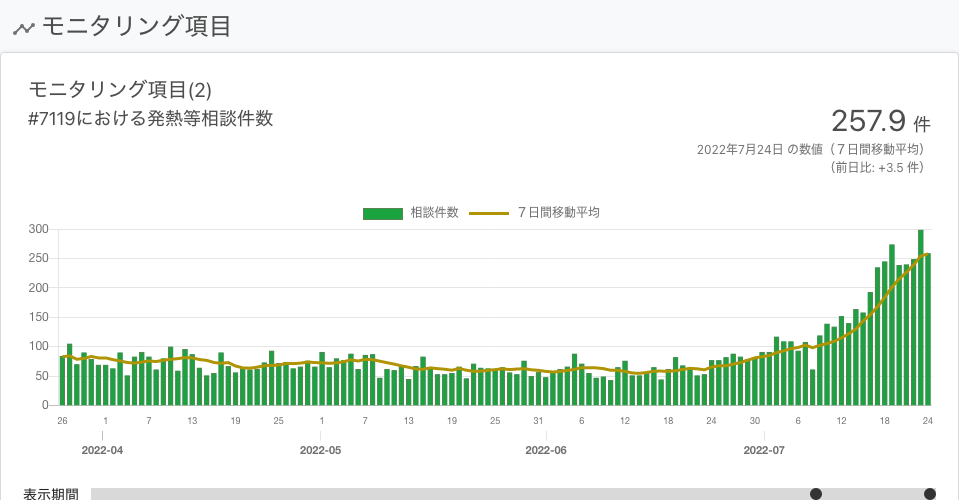 モニタリング項目
モニタリング項目(2)
#7119における発熱等相談件数
257.9 件
2022年7月24日 の数値（７日間移動平均）
（前日比: +3.5 件）
相談件数 ７日間移動平均
300
250
200
150
100
50
0
26 1 7 13 19 25 1 7 13 19 25 31 6 12 18 24 30 6 12 18 24
2022-04 2022-05 2022-06 2022-07
表示期間